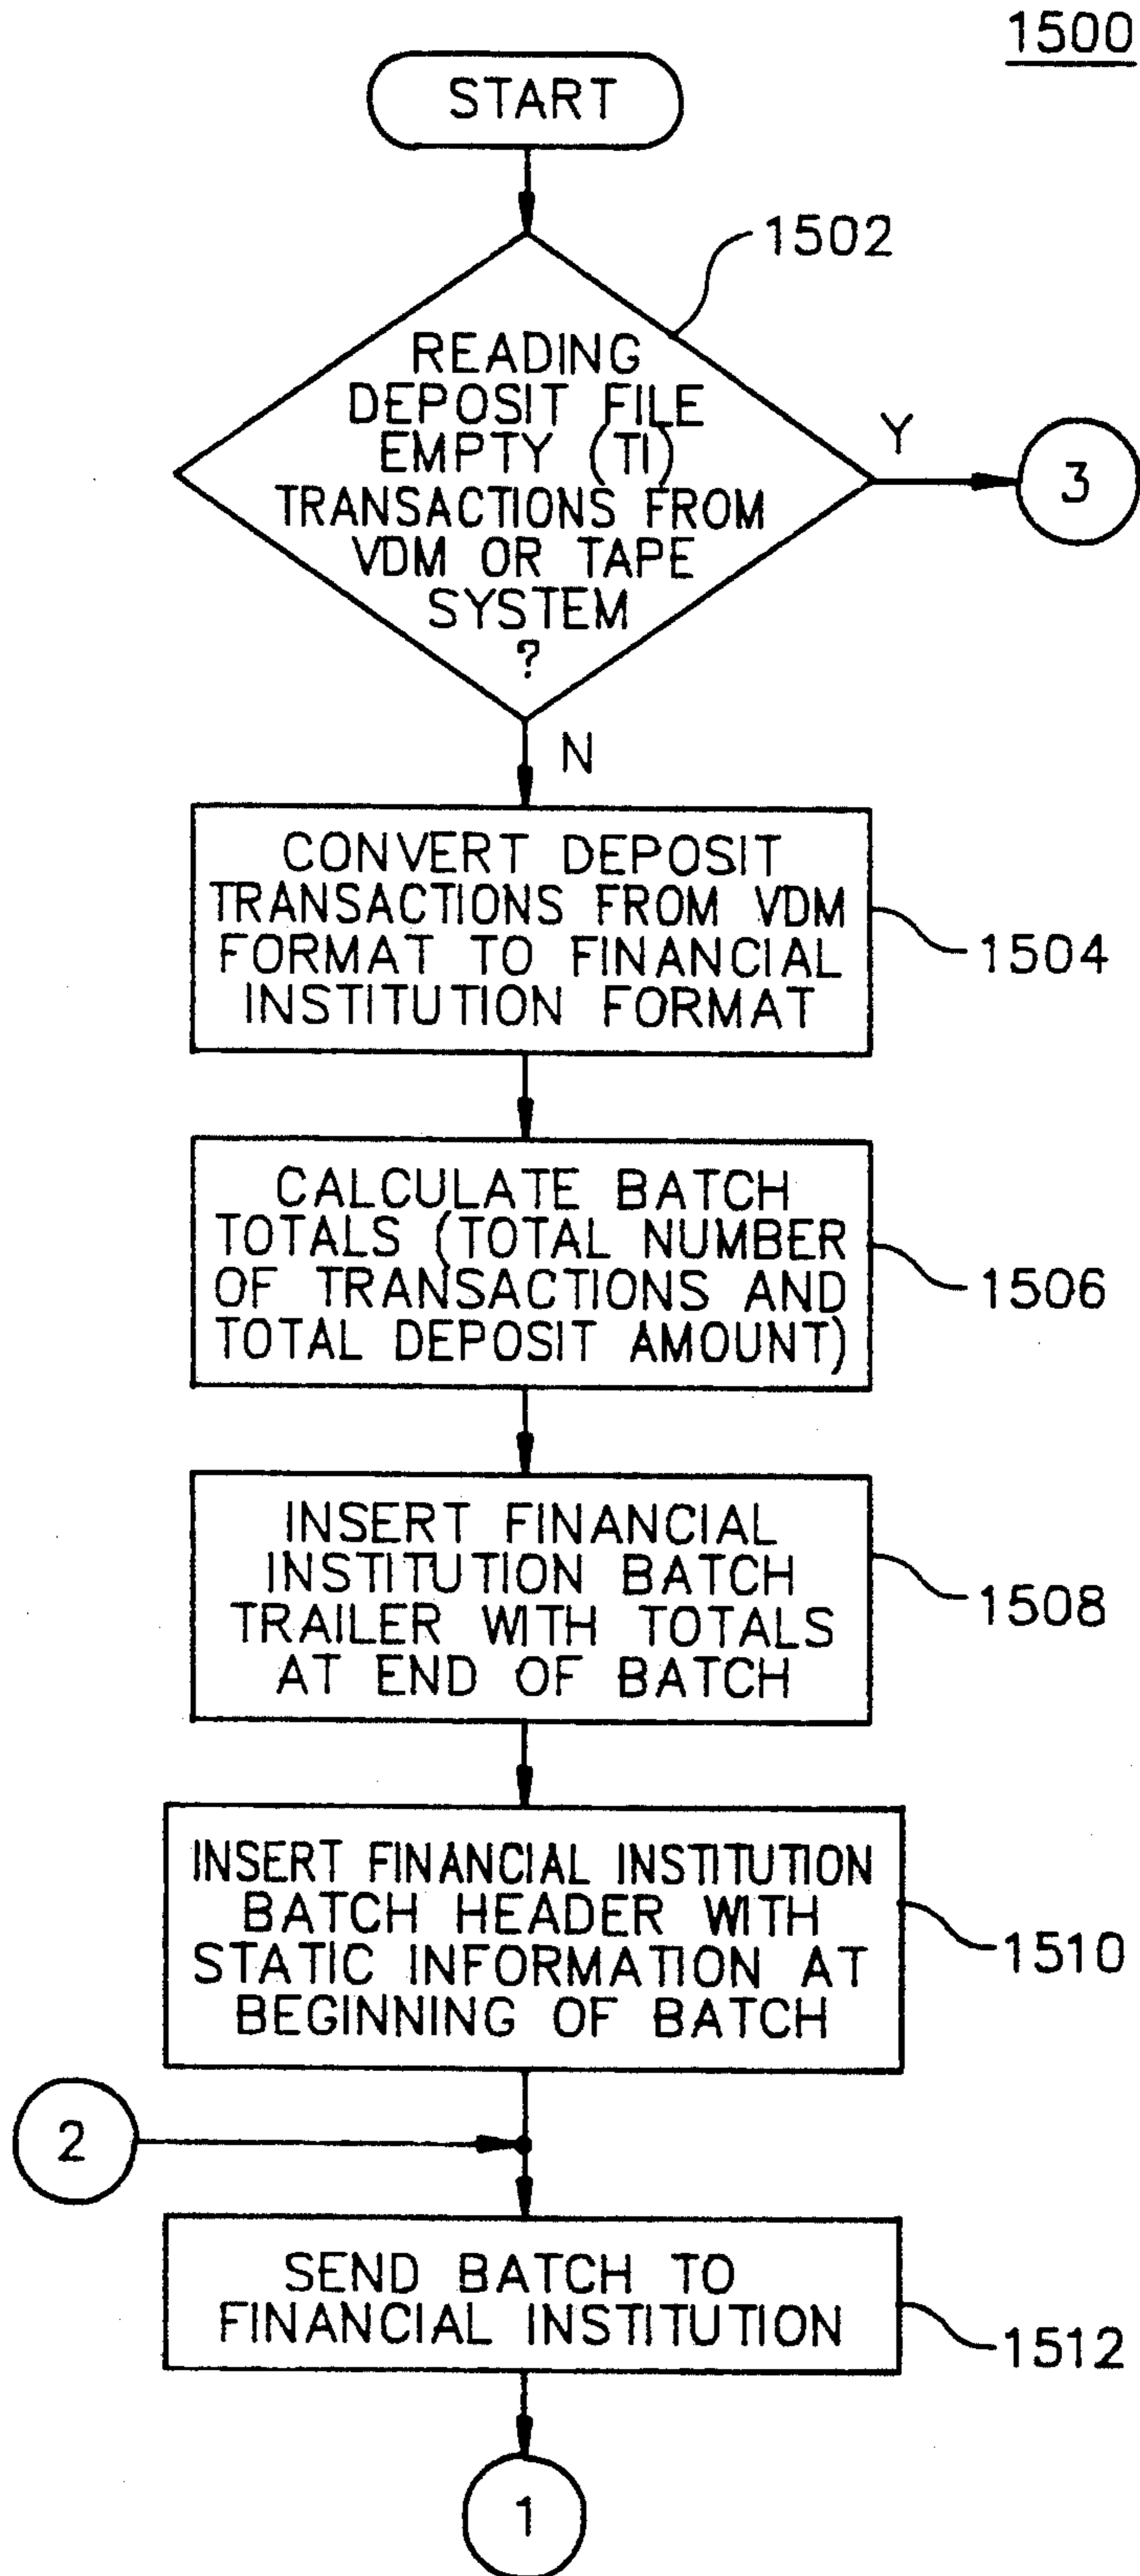 1500
START
1502
READING
DEPOSIT FILE
EMPTY (TI)
TRANSACTIONS FROM
VDM OR TAPE
SYSTEM
?
Y
3
N
CONVERT DEPOSIT
TRANSACTIONS FROM VDM
FORMAT TO FINANCIAL
INSTITUTION FORMAT
1504
CALCULATE BATCH
TOTALS (TOTAL NUMBER
OF TRANSACTIONS AND
TOTAL DEPOSIT AMOUNT)
1506
INSERT FINANCIAL
INSTITUTION BATCH
TRAILER WITH TOTALS
AT END OF BATCH
1508
INSERT FINANCIAL INSTITUTION
BATCH HEADER WITH
STATIC INFORMATION AT
BEGINNING OF BATCH
1510
2
SEND BATCH TO
FINANCIAL INSTITUTION
1512
1